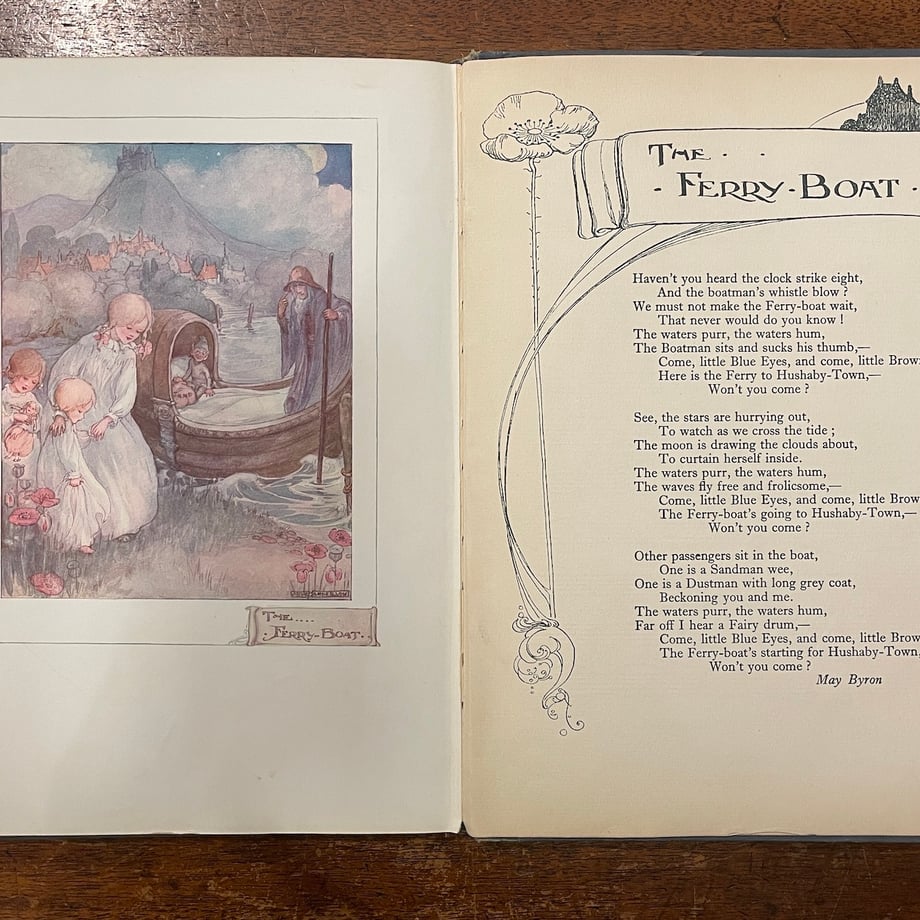 THE....
FERRY-BOAT..
THE · ·
· FERRY · BOAT ·
Haven't you heard the clock strike eight,
And the boatman's whistle blow ?
We must not make the Ferry-boat wait,
That never would do you know !
The waters purr, the waters hum,
The Boatman sits and sucks his thumb,—
Come, little Blue Eyes, and come, little Brow
Here is the Ferry to Hushaby-Town,—
Won't you come ?
See, the stars are hurrying out,
To watch as we cross the tide ;
The moon is drawing the clouds about,
To curtain herself inside.
The waters purr, the waters hum,
The waves fly free and frolicsome,—
Come, little Blue Eyes, and come, little Brow
The Ferry-boat's going to Hushaby-Town,—
Won't you come ?
Other passengers sit in the boat,
One is a Sandman wee,
One is a Dustman with long grey coat,
Beckoning you and me.
The waters purr, the waters hum,
Far off I hear a Fairy drum,—
Come, little Blue Eyes, and come, little Brow
The Ferry-boat's starting for Hushaby-Town,
Won't you come ?
May Byron